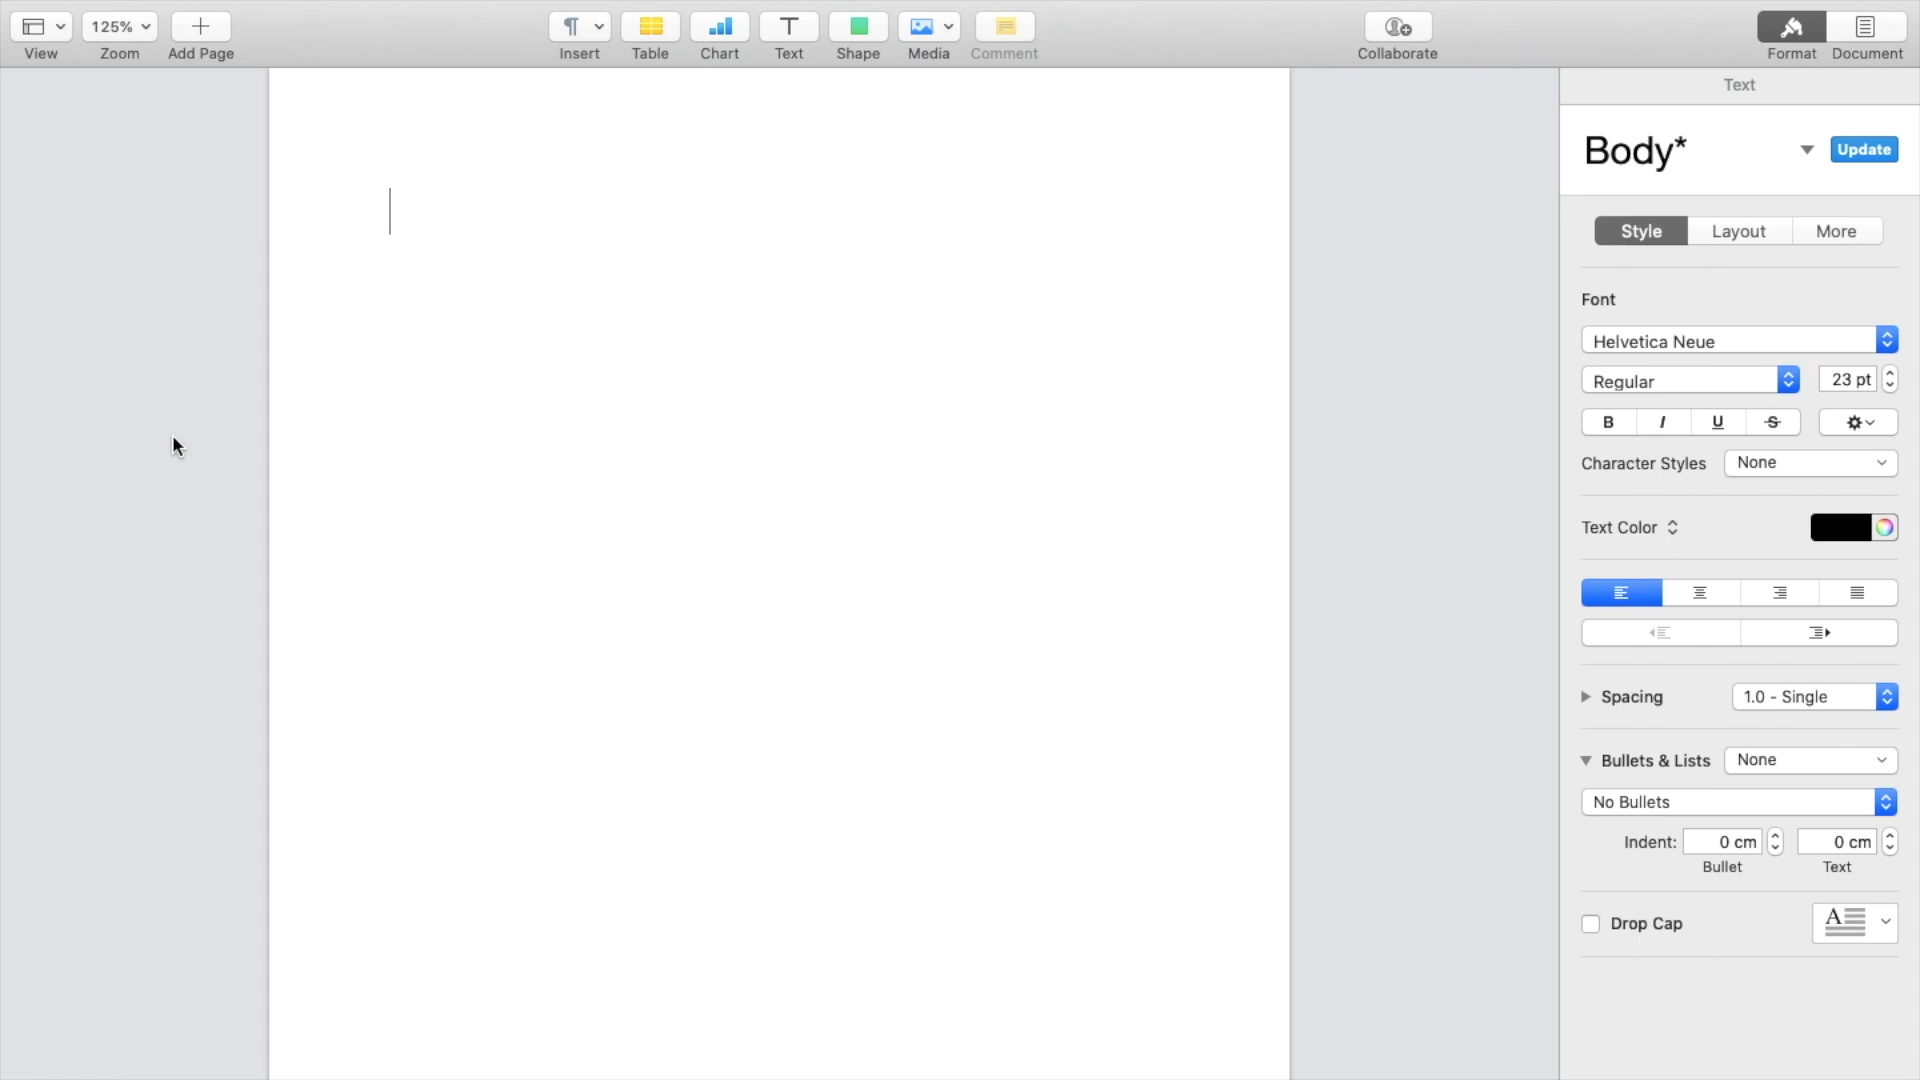 125%
View Zoom Add Page
Insert Table Chart Text Shape Media Comment
Collaborate
Format Document
Text
Body*
Update
Style Layout More
Font
Helvetica Neue
Regular 23 pt
B I U S
Character Styles None
Text Color
Spacing 1.0 - Single
Bullets & Lists None
No Bullets
Indent: 0 cm 0 cm
Bullet Text
Drop Cap A